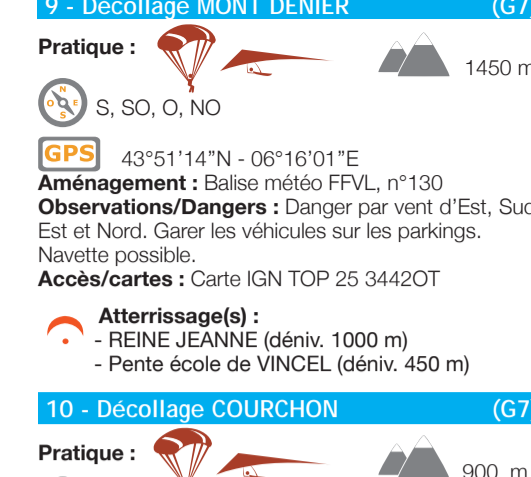 9 - Décollage MONT DENIER (G7
Pratique :
1450 m
N
O E
S
S, SO, O, NO
GPS 43°51'14”N - 06°16'01”E
Aménagement : Balise météo FFVL, n°130
Observations/Dangers : Danger par vent d'Est, Sud
Est et Nord. Garer les véhicules sur les parkings.
Navette possible.
Accès/cartes : Carte IGN TOP 25 3442OT
Atterrissage(s) :
- REINE JEANNE (déniv. 1000 m)
- Pente école de VINCEL (déniv. 450 m)
10 - Décollage COURCHON (G7
Pratique :
900 m